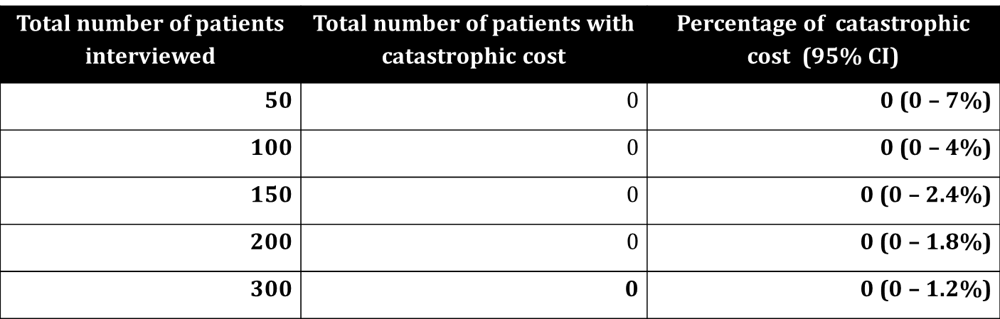 Total number of patients interviewed Total number of patients with catastrophic cost Percentage of catastrophic cost (95% CI)
50 0 0 (0 – 7%)
100 0 0 (0 – 4%)
150 0 0 (0 – 2.4%)
200 0 0 (0 – 1.8%)
300 0 0 (0 – 1.2%)